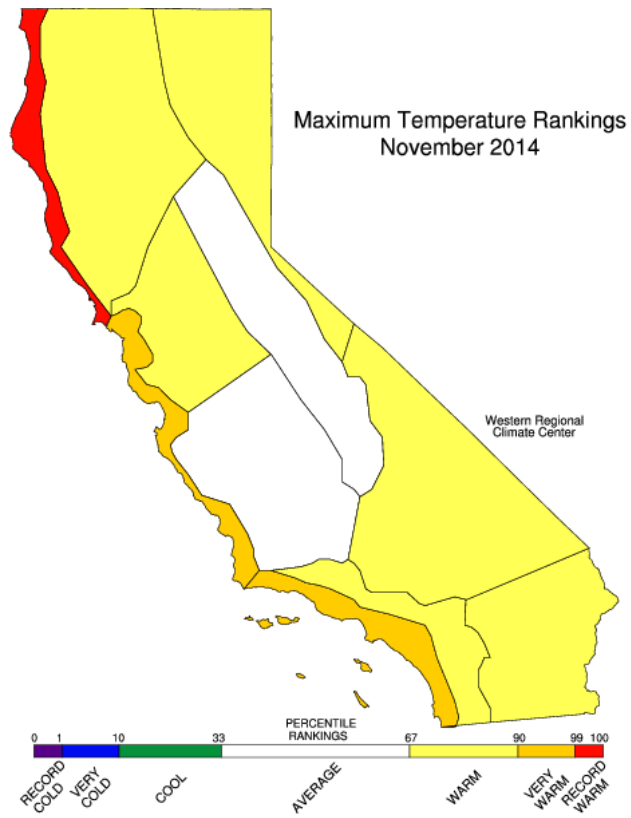 Maximum Temperature Rankings
November 2014
Western Regional
Climate Center
PERCENTILE
RANKINGS
0 1 10 33 67 90 99 100
RECORD
COLD
VERY
COLD
COOL
AVERAGE
WARM
VERY
WARM
RECORD
WARM